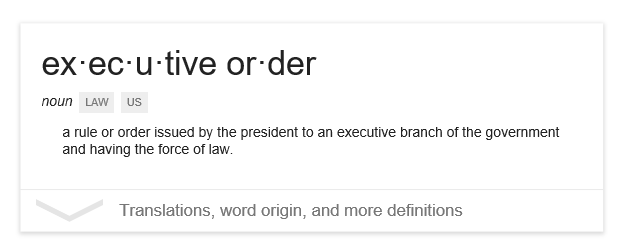 ex·ec·u·tive or·der
noun LAW US
a rule or order issued by the president to an executive branch of the government
and having the force of law.
Translations, word origin, and more definitions